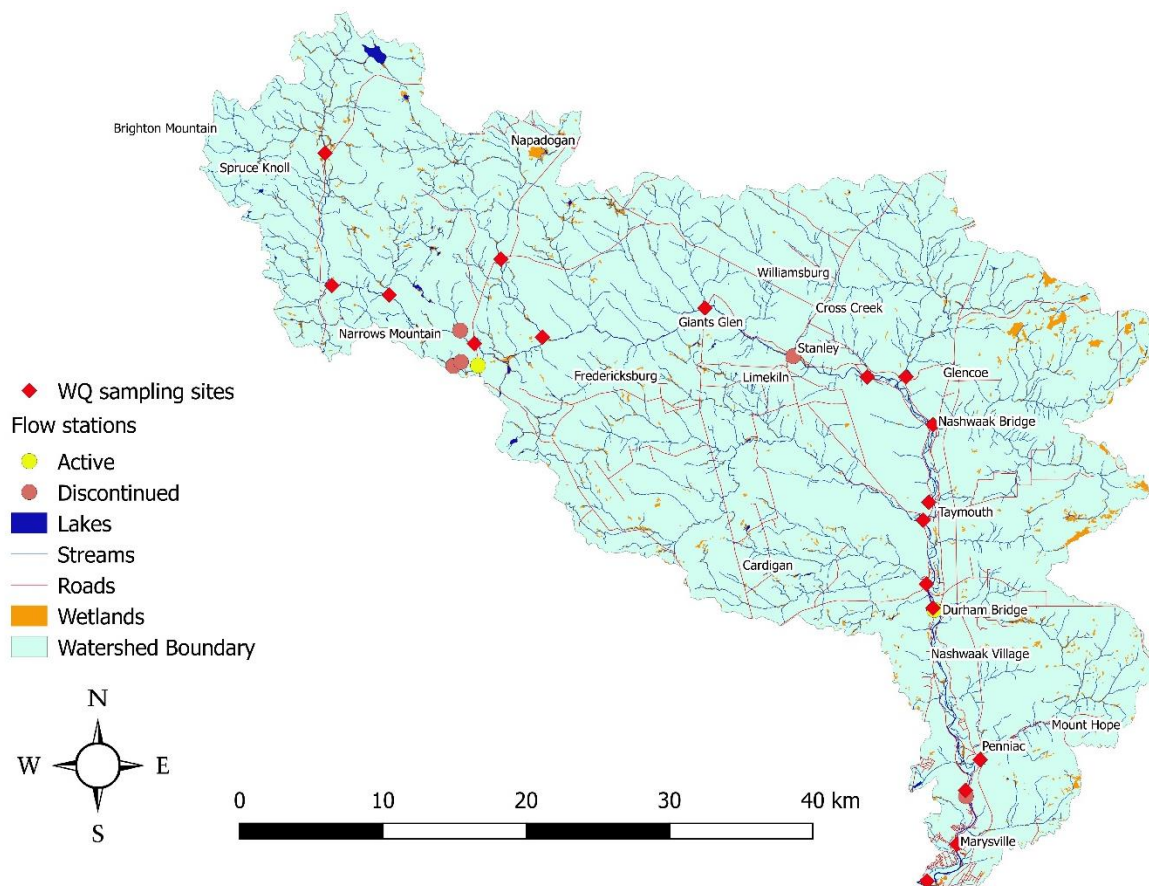 Brighton Mountain
Napadogan
Spruce Knoll
Williamsburg
Cross Creek
Giants Glen
Narrows Mountain
Stanley
Fredericksburg
Limekiln
Glencoe
Nashwaak Bridge
Taymouth
Cardigan
Durham Bridge
Nashwaak Village
Mount Hope
Penniac
Marysville
WQ sampling sites
Flow stations
Active
Discontinued
Lakes
Streams
Roads
Wetlands
Watershed Boundary
N
W E
S
0 10 20 30 40 km